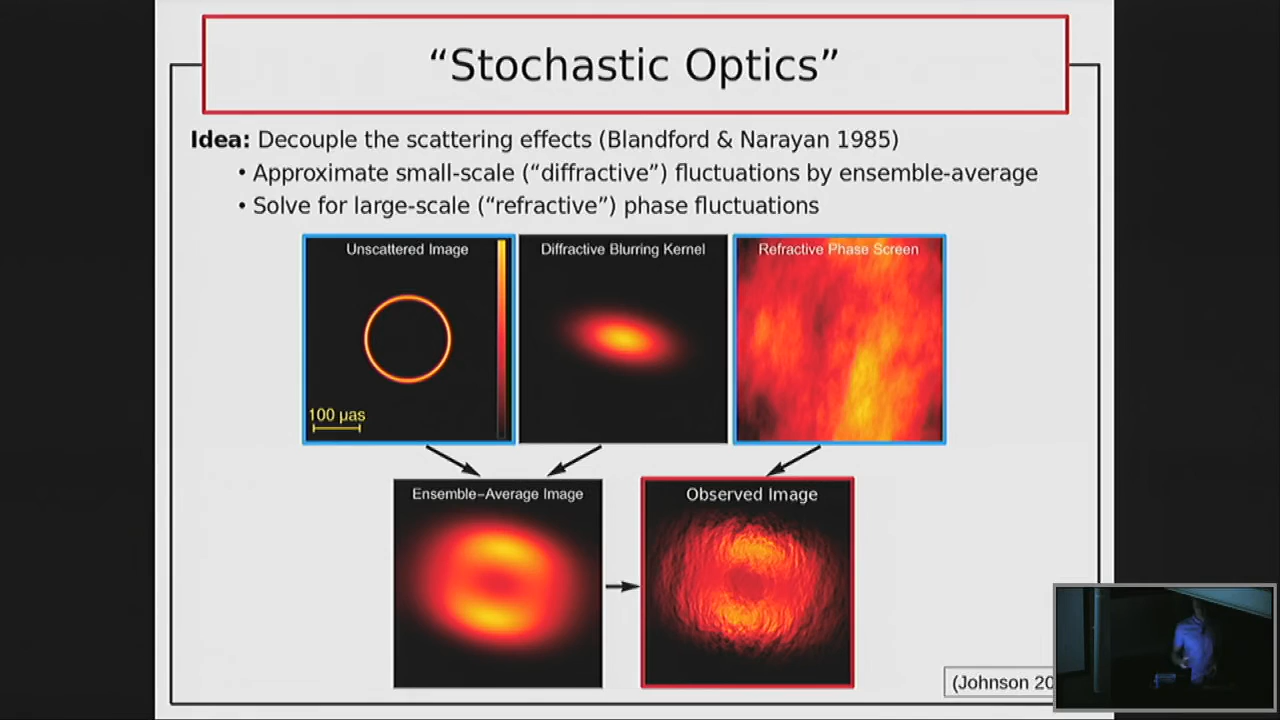 “Stochastic Optics”
Idea: Decouple the scattering effects (Blandford & Narayan 1985)
• Approximate small-scale (“diffractive”) fluctuations by ensemble-average
• Solve for large-scale (“refractive”) phase fluctuations
Unscattered Image
Diffractive Blurring Kernel
Refractive Phase Screen
100 μas
Ensemble–Average Image
Observed Image
(Johnson 20